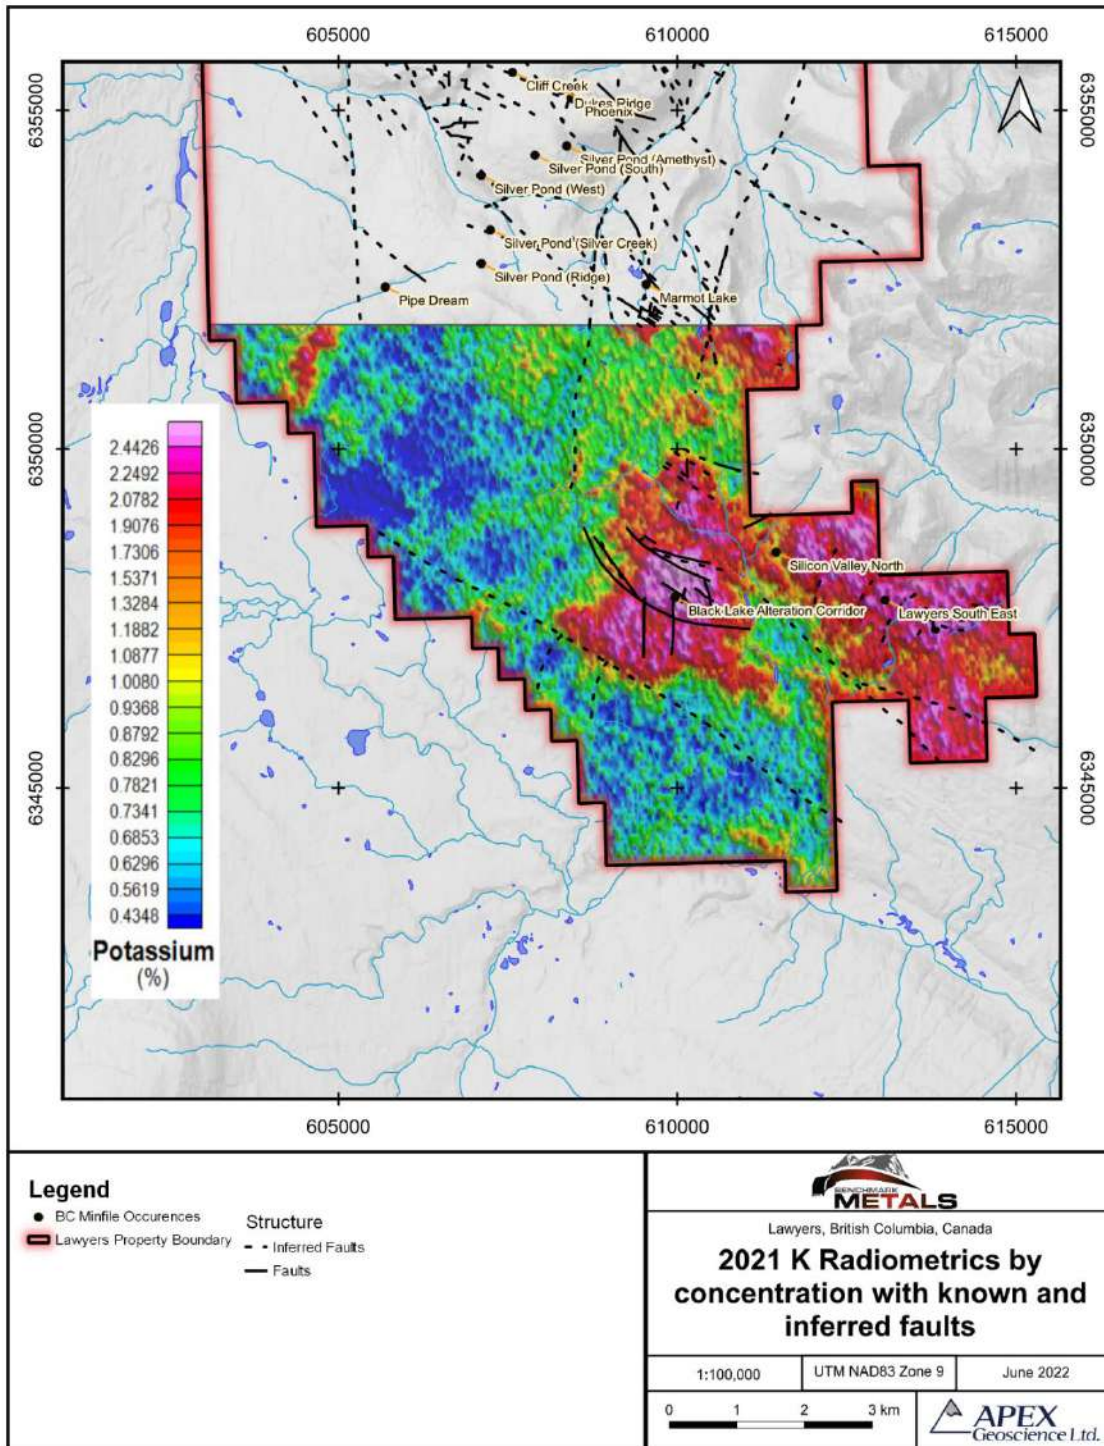 605000
610000
615000
6355000
6355000
Cliff Creek
Dukes Ridge
Phoenix
Silver Pond (Amethyst)
Silver Pond (South)
Silver Pond (West)
Silver Pond (Silver Creek)
Silver Pond (Ridge)
Pipe Dream
Marmot Lake
6350000
6350000
2.4426
2.2492
2.0782
1.9076
1.7306
1.5371
1.3284
1.1882
1.0877
1.0080
0.9368
0.8792
0.8296
0.7821
0.7341
0.6853
0.6296
0.5619
0.4348
Potassium
(%)
Silicon Valley North
Black Lake Alteration Corridor
Lawyers South East
6345000
6345000
605000
610000
615000
Legend
BC Minfile Occurences
Lawyers Property Boundary
Structure
Inferred Faults
Faults
BENCHMARK
METALS
Lawyers, British Columbia, Canada
2021 K Radiometrics by
concentration with known and
inferred faults
1:100,000
UTM NAD83 Zone 9
June 2022
0 1 2 3 km
APEX
Geoscience Ltd.